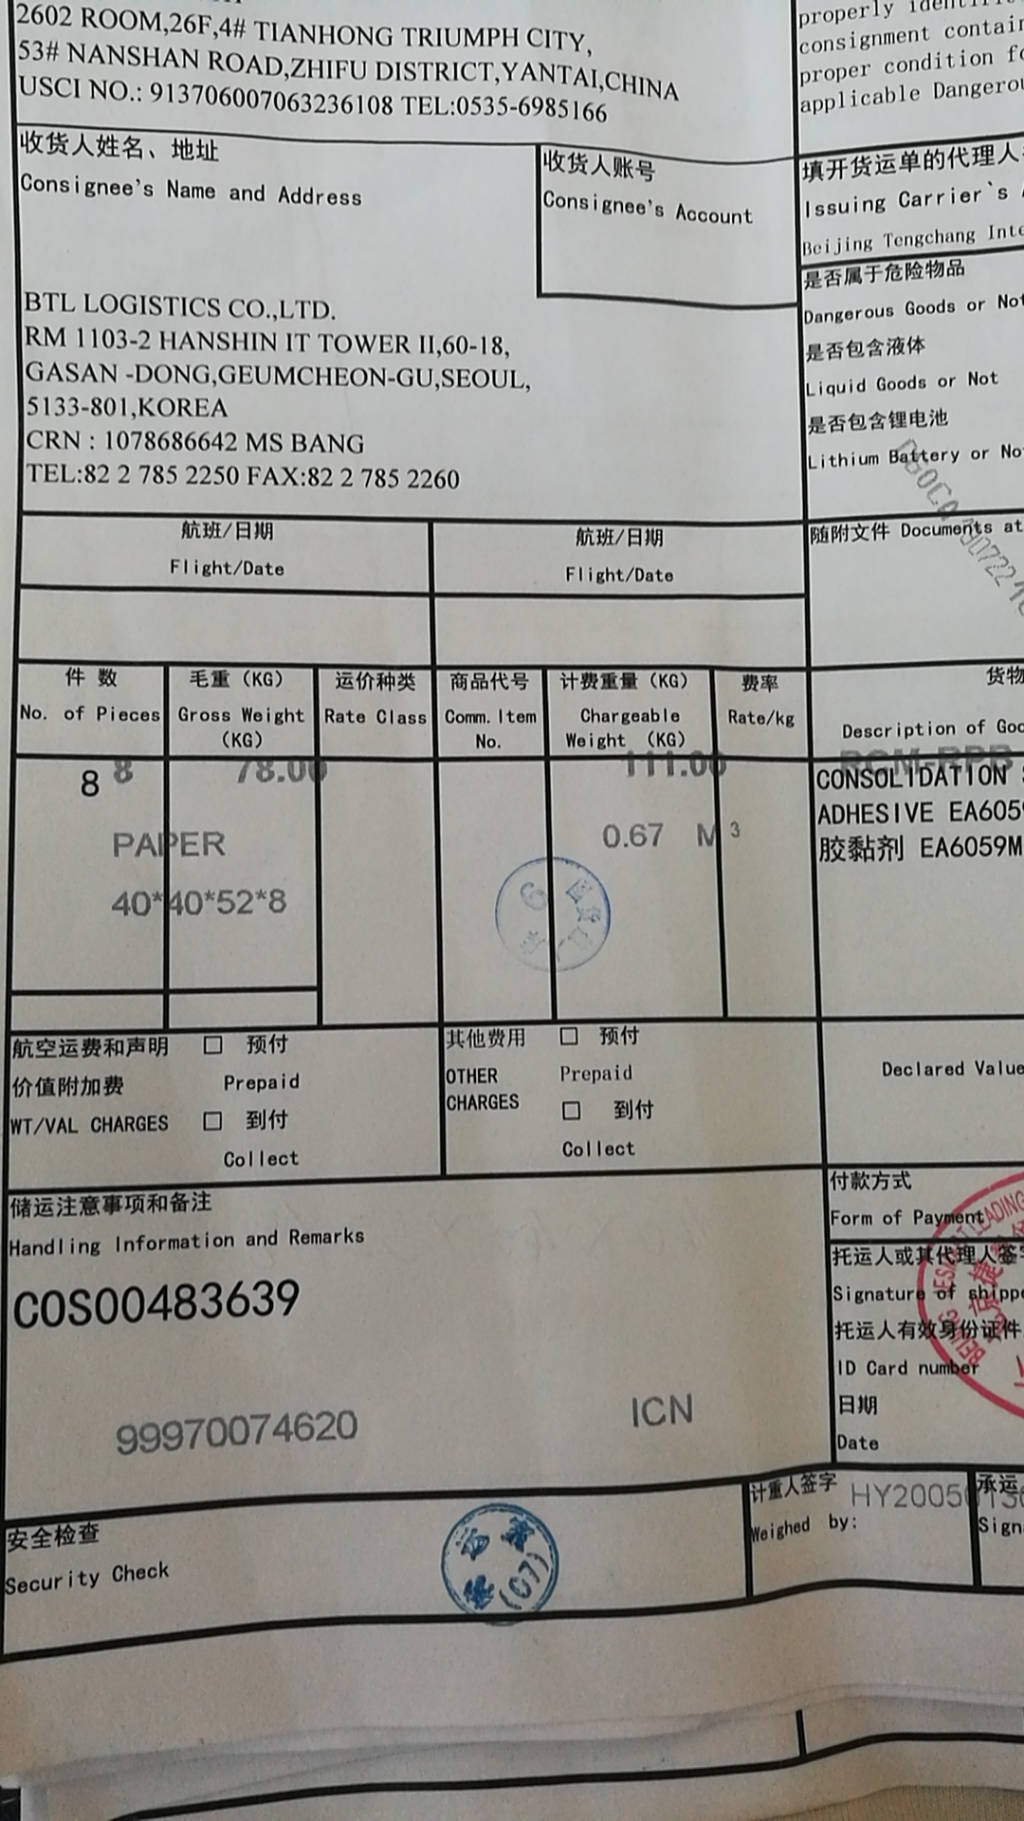 2602 ROOM,26F,4# TIANHONG TRIUMPH CITY,
53# NANSHAN ROAD,ZHIFU DISTRICT,YANTAI,CHINA
USCI NO.: 913706007063236108 TEL:0535-6985166
properly
consignment
proper condition
applicable
收货人姓名、地址
Consignee's Name and Address
收货人账号
Consignee's Account
填开货运单的代理人
Issuing Carrier`s
Beijing Tengchang
BTL LOGISTICS CO.,LTD.
RM 1103-2 HANSHIN IT TOWER II,60-18,
GASAN -DONG,GEUMCHEON-GU,SEOUL,
5133-801,KOREA
CRN : 1078686642 MS BANG
TEL:82 2 785 2250 FAX:82 2 785 2260
是否属于危险物品
Dangerous Goods or Not
是否包含液体
Liquid Goods or Not
是否包含锂电池
Lithium Battery or
航班/日期
Flight/Date
航班/日期
Flight/Date
随附文件 Documents
件 数
No. of Pieces
毛重（KG）
Gross Weight
(KG)
运价种类
Rate Class
商品代号
Comm. Item
No.
计费重量（KG）
Chargeable
Weight (KG)
费率
Rate/kg
货物
Description of
8 8
78.00
111.00
CONSOLIDATION
ADHESIVE EA6059
胶黏剂 EA6059M
PAPER
0.67 M3
40*40*52*8
航空运费和声明
价值附加费
WT/VAL CHARGES
□ 预付
Prepaid
□ 到付
Collect
其他费用
OTHER
CHARGES
□ 预付
Prepaid
□ 到付
Collect
Declared Value
储运注意事项和备注
Handling Information and Remarks
COS00483639
99970074620
ICN
付款方式
Form of Payment
托运人或其代理人签字
Signature of
托运人有效身份证件
ID Card number
日期
Date
安全检查
Security Check
(07)
计重人签字
Weighed by:
承运